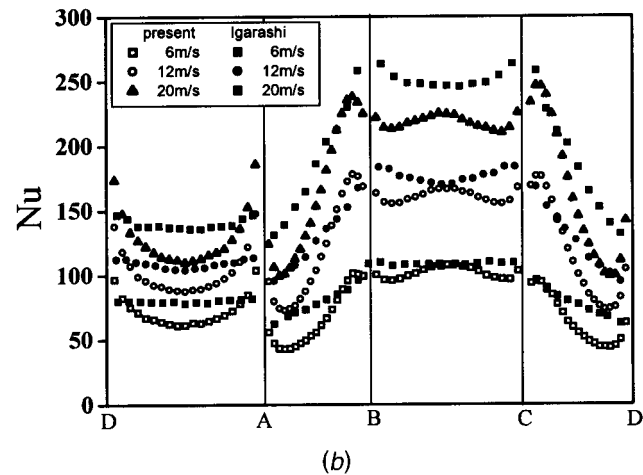 300
250
200
150
100
50
0
Nu
present Igarashi
6m/s 6m/s
12m/s 12m/s
20m/s 20m/s
D A B C D
(b)